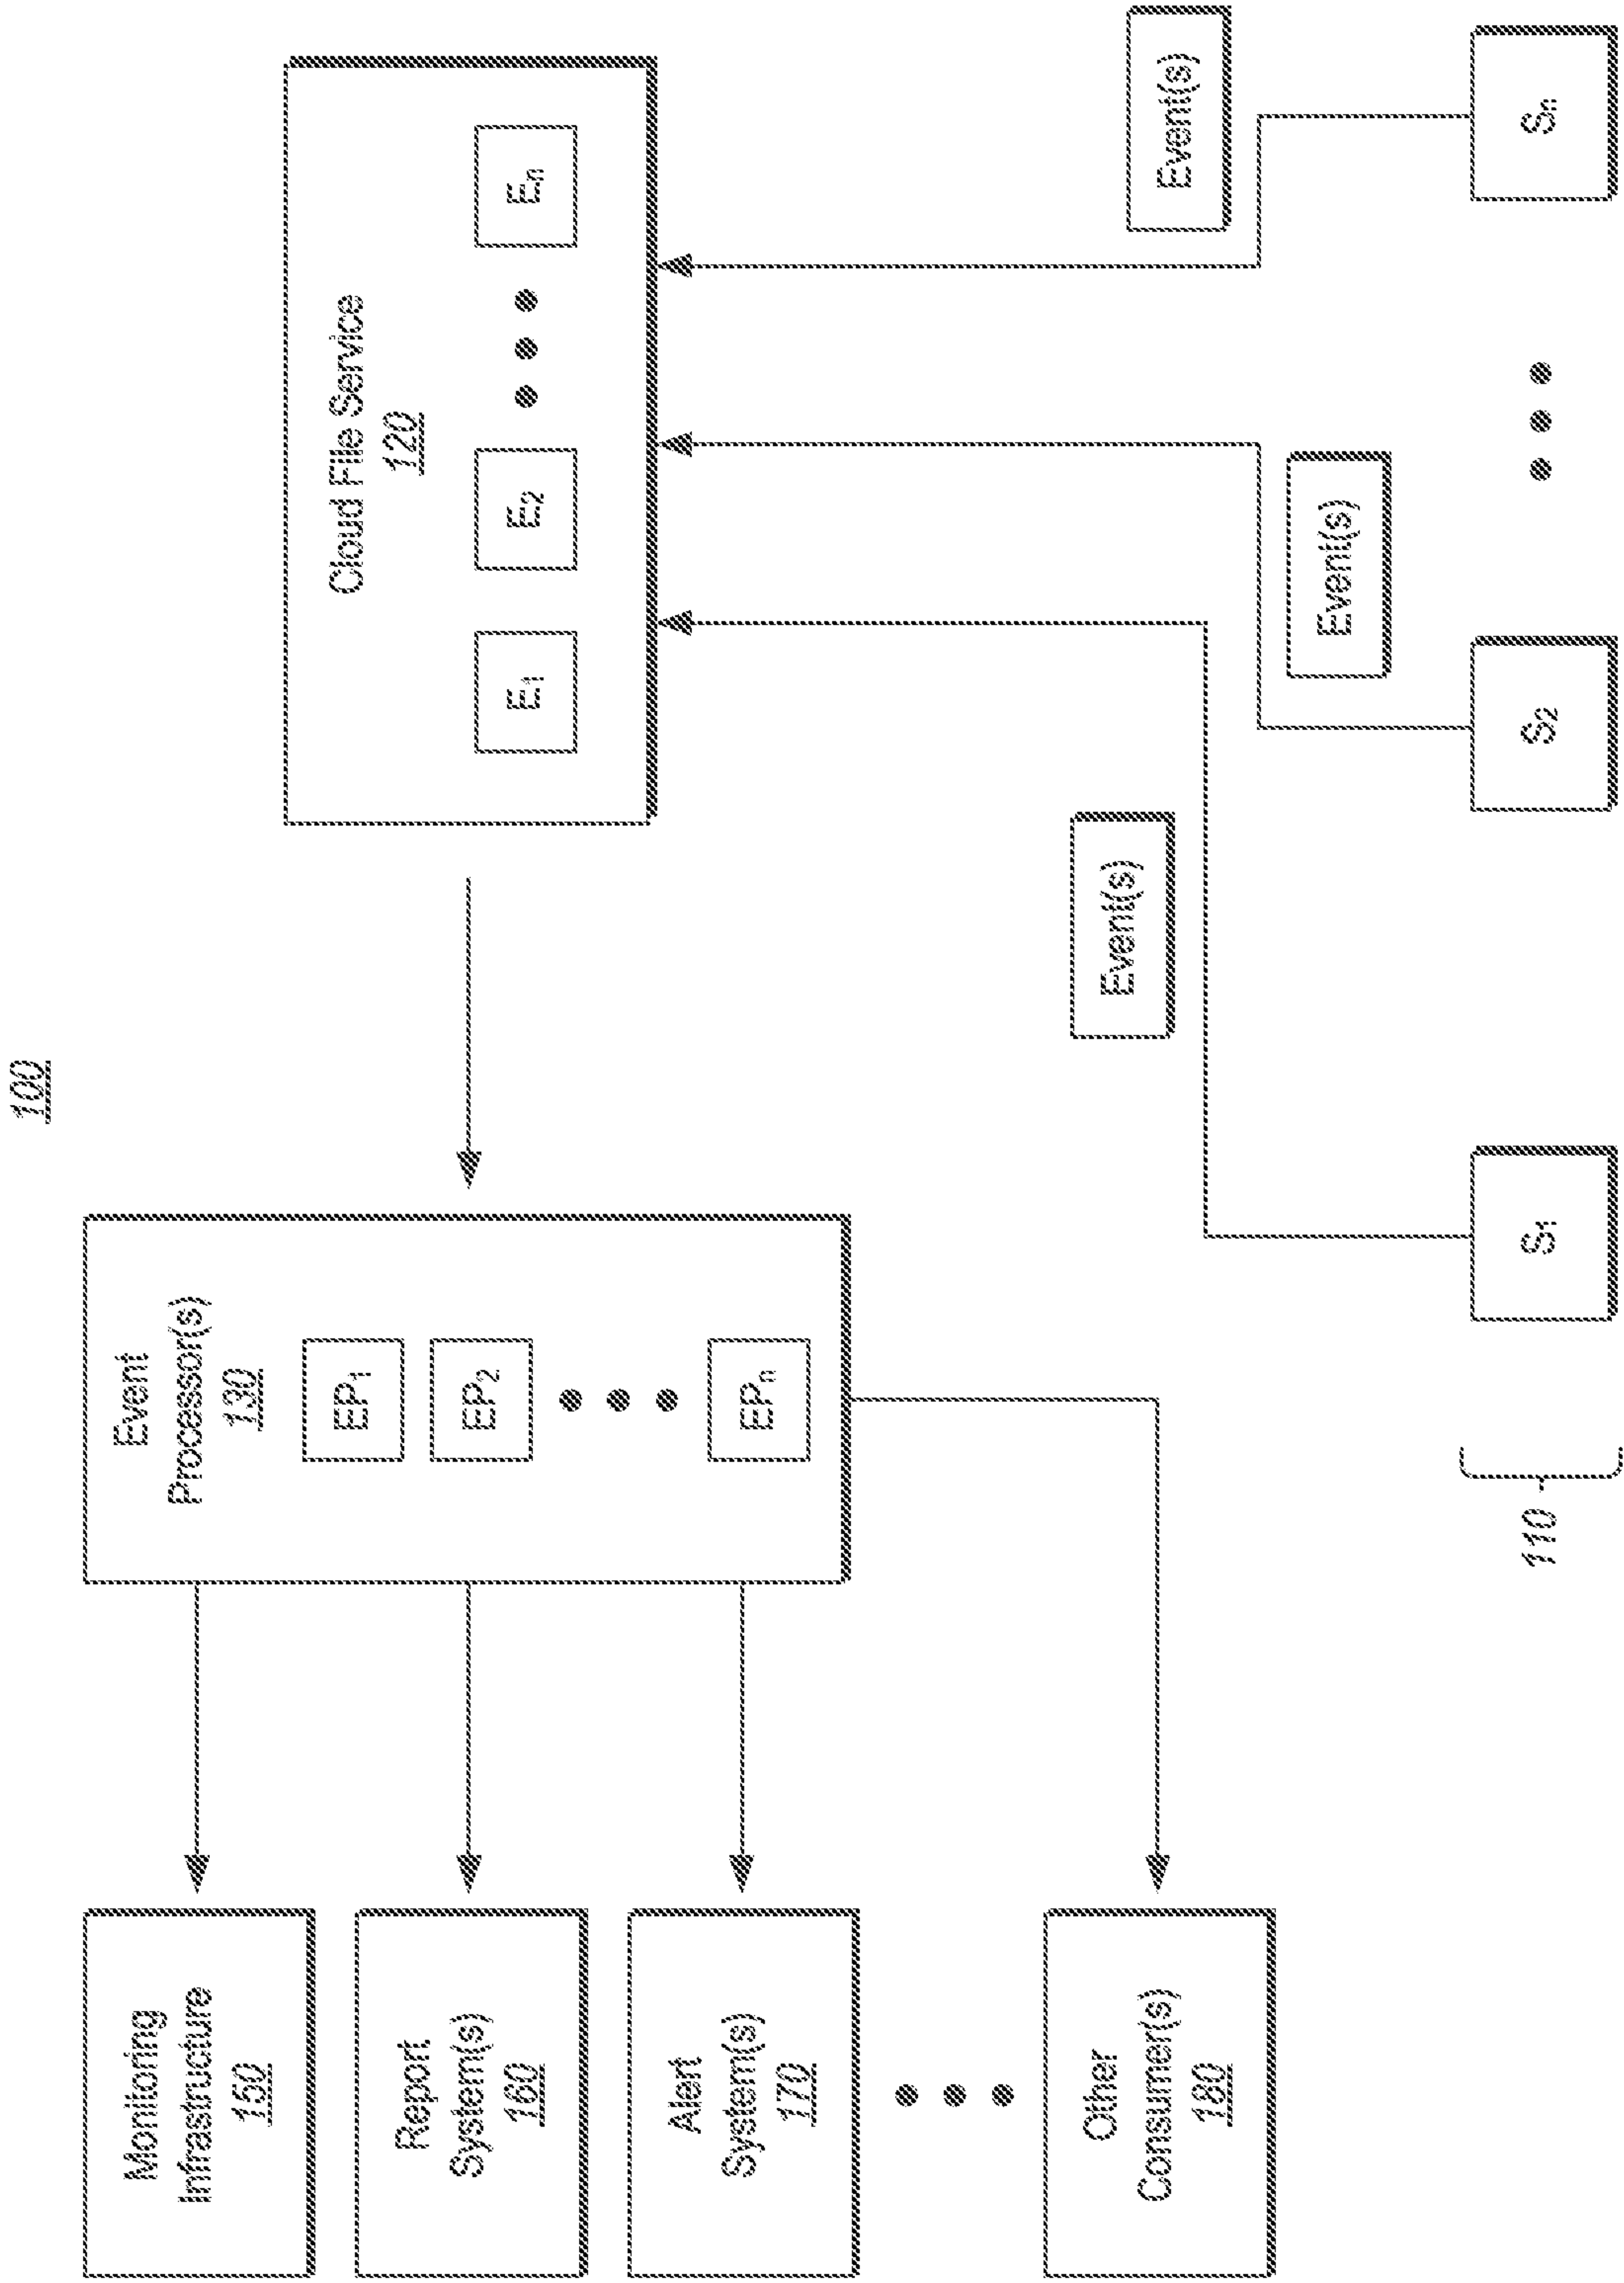 100
Monitoring
Infrastructure
150
Report
System(s)
160
Alert
System(s)
170
Other
Consumer(s)
180
Event
Processor(s)
130
EP1
EP2
EPn
Cloud File Service
120
E1
E2
En
Event(s)
Event(s)
Event(s)
110
S1
S2
Sn